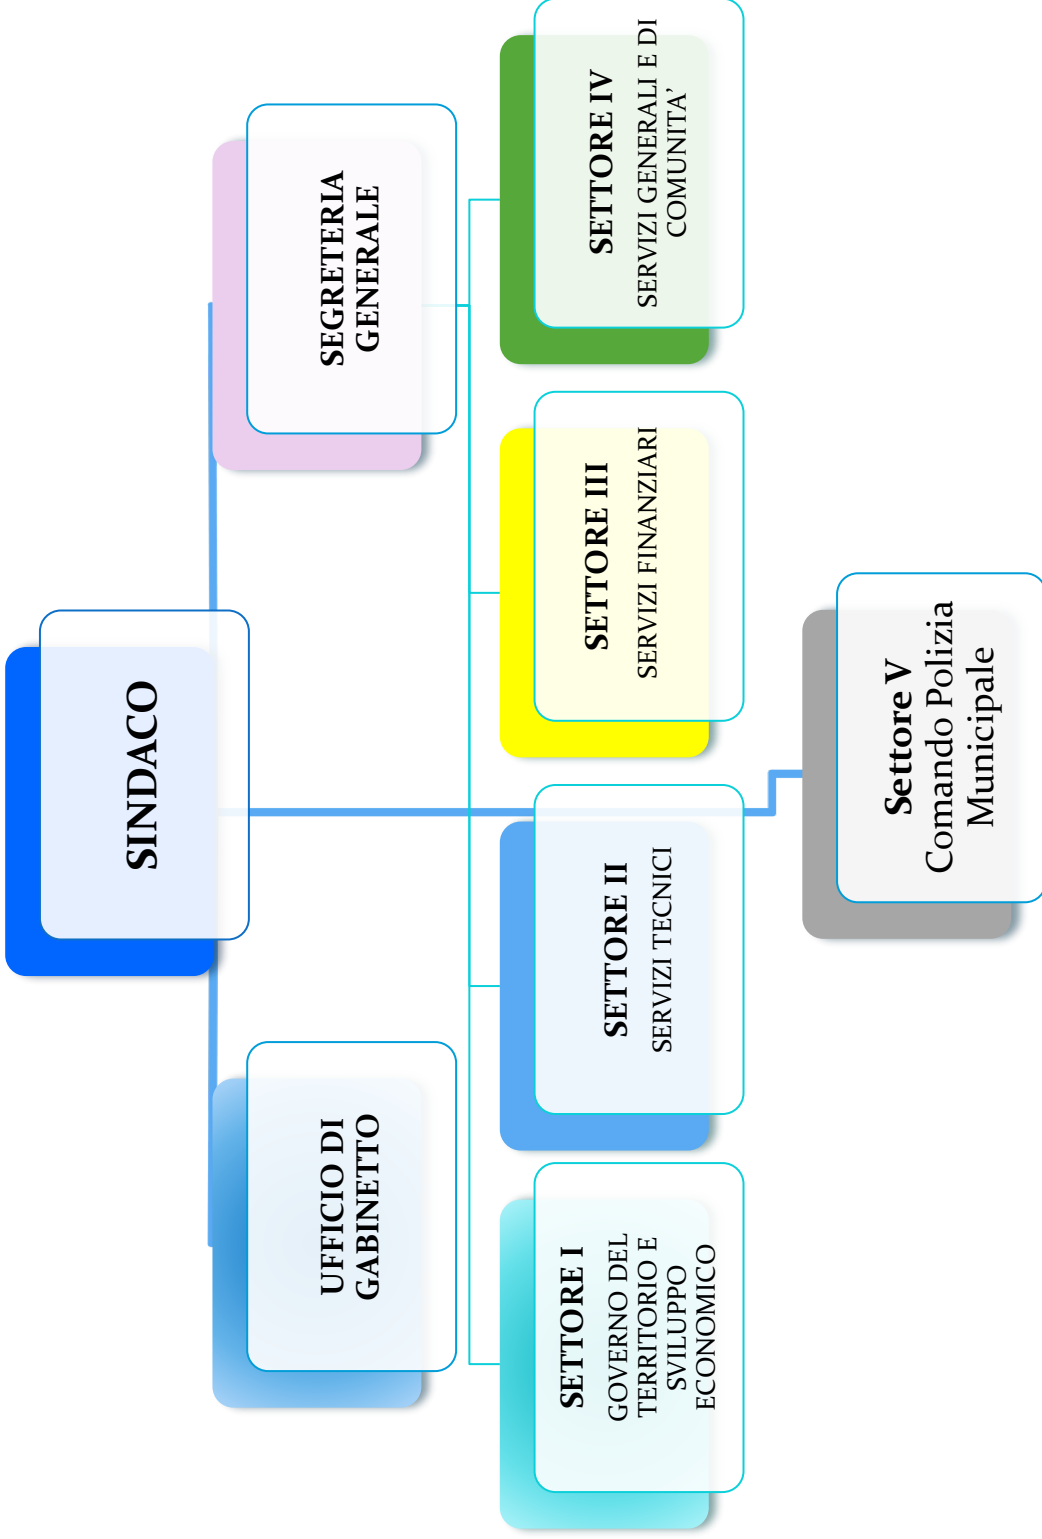 SINDACO
UFFICIO DI
GABINETTO
SEGRETERIA
GENERALE
SETTORE I
GOVERNO DEL
TERRITORIO E
SVILUPPO
ECONOMICO
SETTORE II
SERVIZI TECNICI
SETTORE III
SERVIZI FINANZIARI
SETTORE IV
SERVIZI GENERALI E DI
COMUNITA’
Settore V
Comando Polizia
Municipale